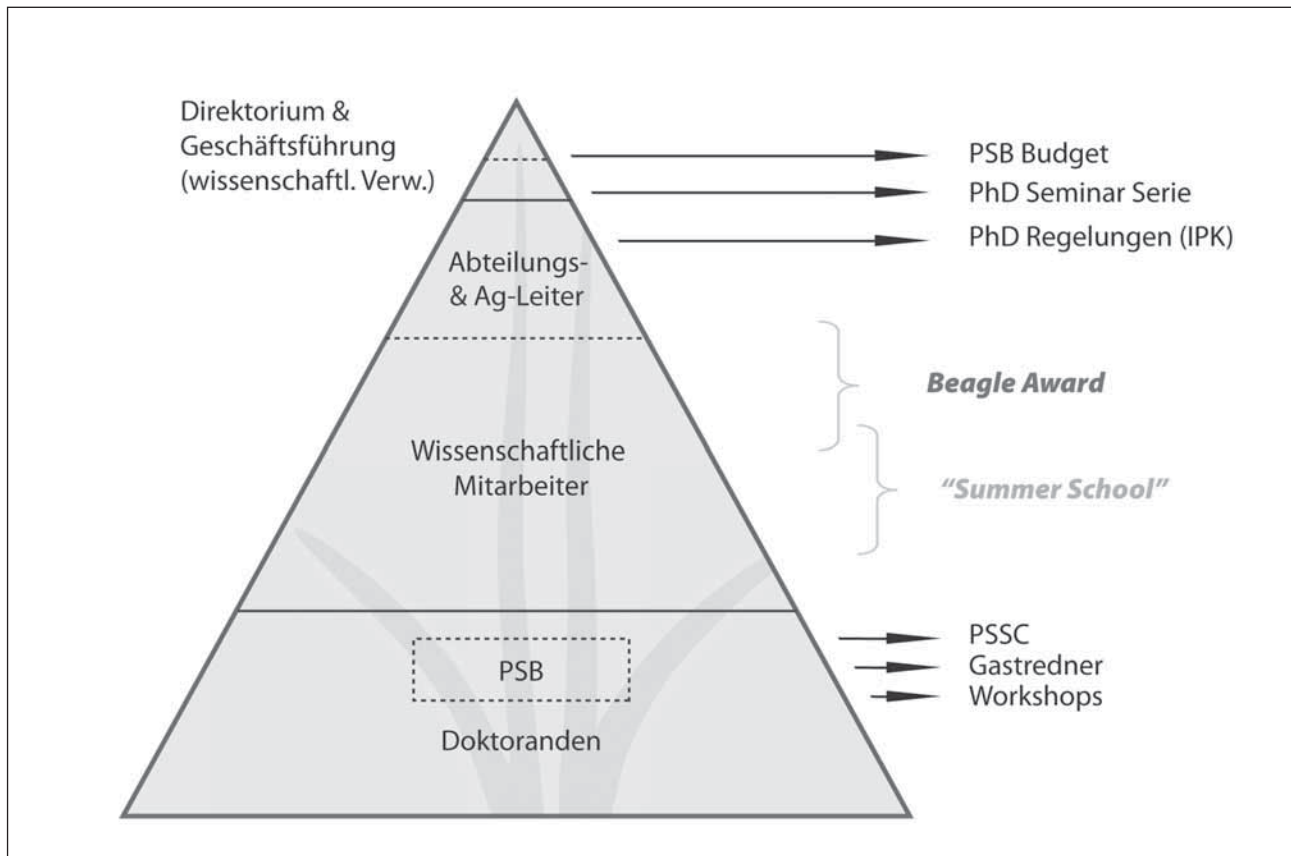 Direktorium &
Geschäftsführung
(wissenschaftl. Verw.)
PSB Budget
PhD Seminar Serie
PhD Regelungen (IPK)
Abteilungs-
& Ag-Leiter
Beagle Award
Wissenschaftliche
Mitarbeiter
“Summer School”
PSSC
Gastredner
Workshops
PSB
Doktoranden